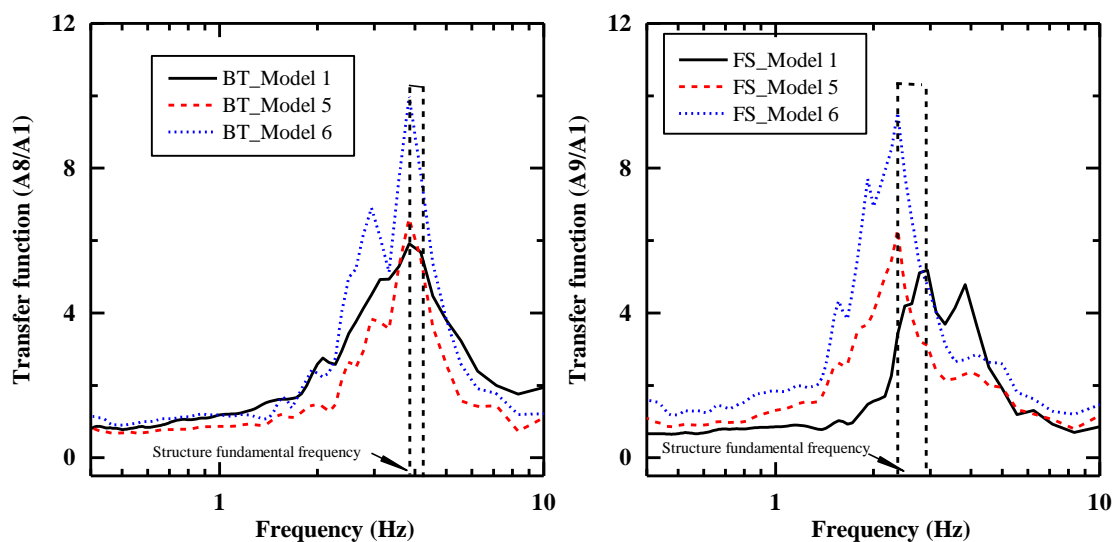 12
8
4
0
Transfer function (A8/A1)
BT_Model 1
BT_Model 5
BT_Model 6
Structure fundamental frequency
1
10
Frequency (Hz)
12
8
4
0
Transfer function (A9/A1)
FS_Model 1
FS_Model 5
FS_Model 6
Structure fundamental frequency
1
10
Frequency (Hz)